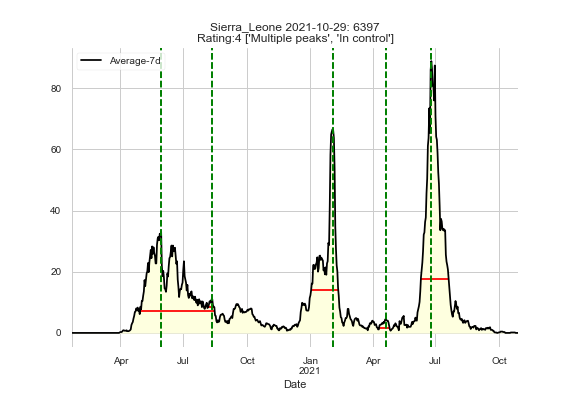 Sierra_Leone 2021-10-29: 6397
Rating:4 ['Multiple peaks', 'In control']
Average-7d
80
60
40
20
0
Apr Jul Oct Jan Apr Jul Oct
2021
Date